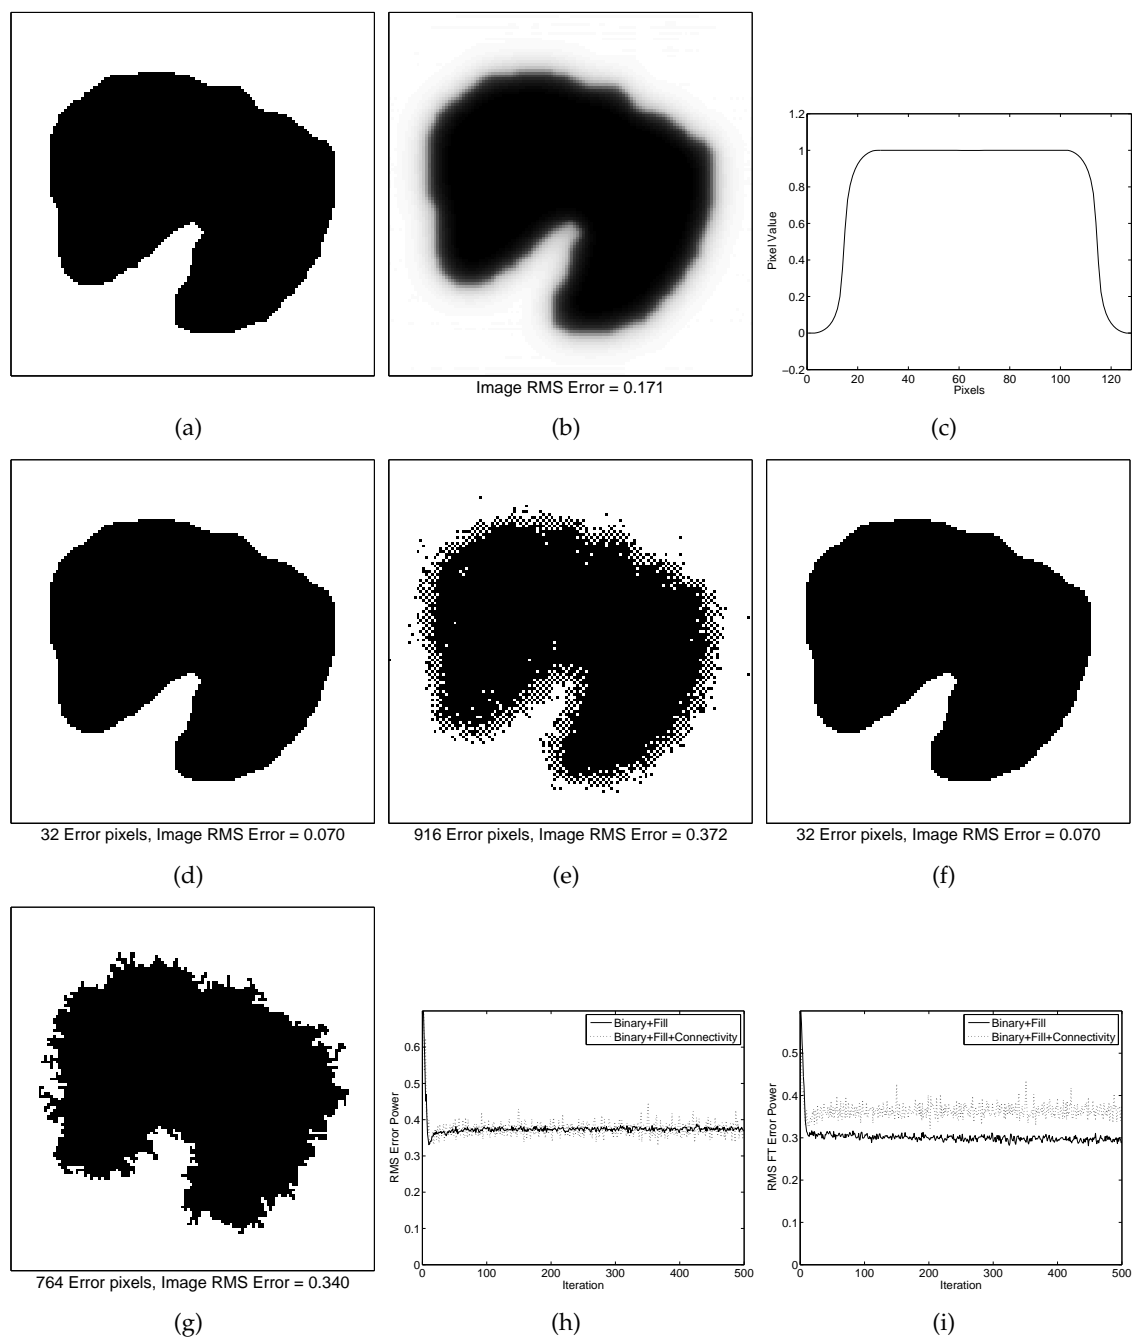 Image RMS Error = 0.171
1.2
1
0.8
0.6
0.4
0.2
0
−0.2
Pixel Value
0 20 40 60 80 100 120
Pixels
(a) (b) (c)
32 Error pixels, Image RMS Error = 0.070
916 Error pixels, Image RMS Error = 0.372
32 Error pixels, Image RMS Error = 0.070
(d) (e) (f)
764 Error pixels, Image RMS Error = 0.340
Binary+Fill
Binary+Fill+Connectivity
0.6
0.5
0.4
0.3
0.2
0.1
0
RMS Error Power
0 100 200 300 400 500
Iteration
Binary+Fill
Binary+Fill+Connectivity
0.5
0.4
0.3
0.2
0.1
0
RMS FT Error Power
0 100 200 300 400 500
Iteration
(g) (h) (i)